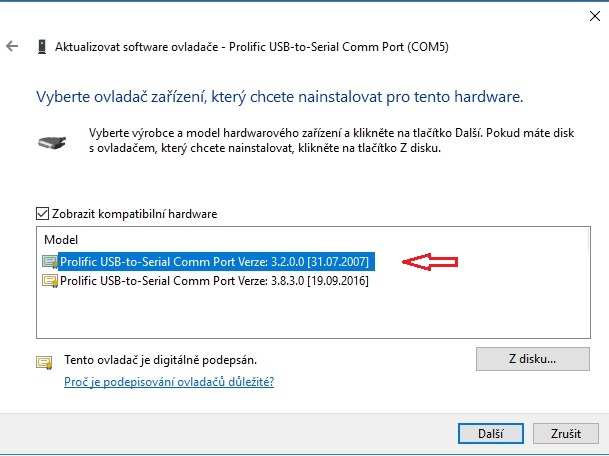 Aktualizovat software ovladače - Prolific USB-to-Serial Comm Port (COM5)
Vyberte ovladač zařízení, který chcete nainstalovat pro tento hardware.
Vyberte výrobce a model hardwarového zařízení a klikněte na tlačítko Další. Pokud máte disk
s ovladačem, který chcete nainstalovat, klikněte na tlačítko Z disku.
Zobrazit kompatibilní hardware
Model
Prolific USB-to-Serial Comm Port Verze: 3.2.0.0 [31.07.2007]
Prolific USB-to-Serial Comm Port Verze: 3.8.3.0 [19.09.2016]
Tento ovladač je digitálně podepsán.
Z disku...
Proč je podepisování ovladačů důležité?
Další
Zrušit